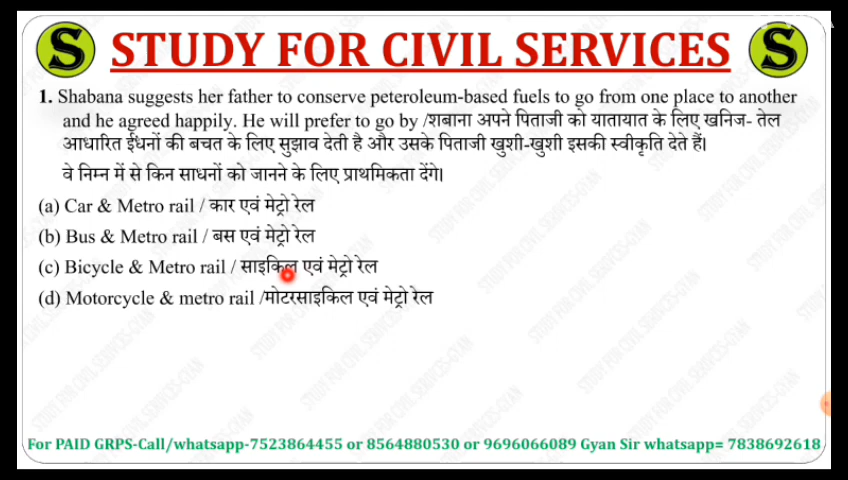 S STUDY FOR CIVIL SERVICES S
1. Shabana suggests her father to conserve peteroleum-based fuels to go from one place to another
and he agreed happily. He will prefer to go by /शबाना अपने पिताजी को यातायात के लिए खनिज- तेल
आधारित ईंधनों की बचत के लिए सुझाव देती है और उसके पिताजी खुशी-खुशी इसकी स्वीकृति देते हैं।
वे निम्न में से किन साधनों को जानने के लिए प्राथमिकता देंगे।
(a) Car & Metro rail / कार एवं मेट्रो रेल
(b) Bus & Metro rail / बस एवं मेट्रो रेल
(c) Bicycle & Metro rail / साइकिल एवं मेट्रो रेल
(d) Motorcycle & metro rail /मोटरसाइकिल एवं मेट्रो रेल
For PAID GRPS-Call/whatsapp-7523864455 or 8564880530 or 9696066089 Gyan Sir whatsapp= 7838692618